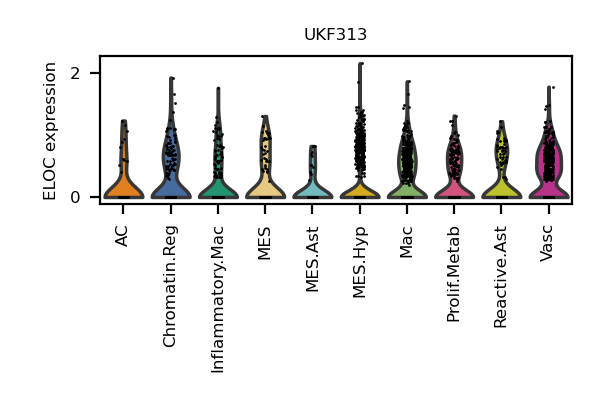 UKF313
ELOC expression
2
0
AC
Chromatin.Reg
Inflammatory.Mac
MES
MES.Ast
MES.Hyp
Mac
Prolif.Metab
Reactive.Ast
Vasc